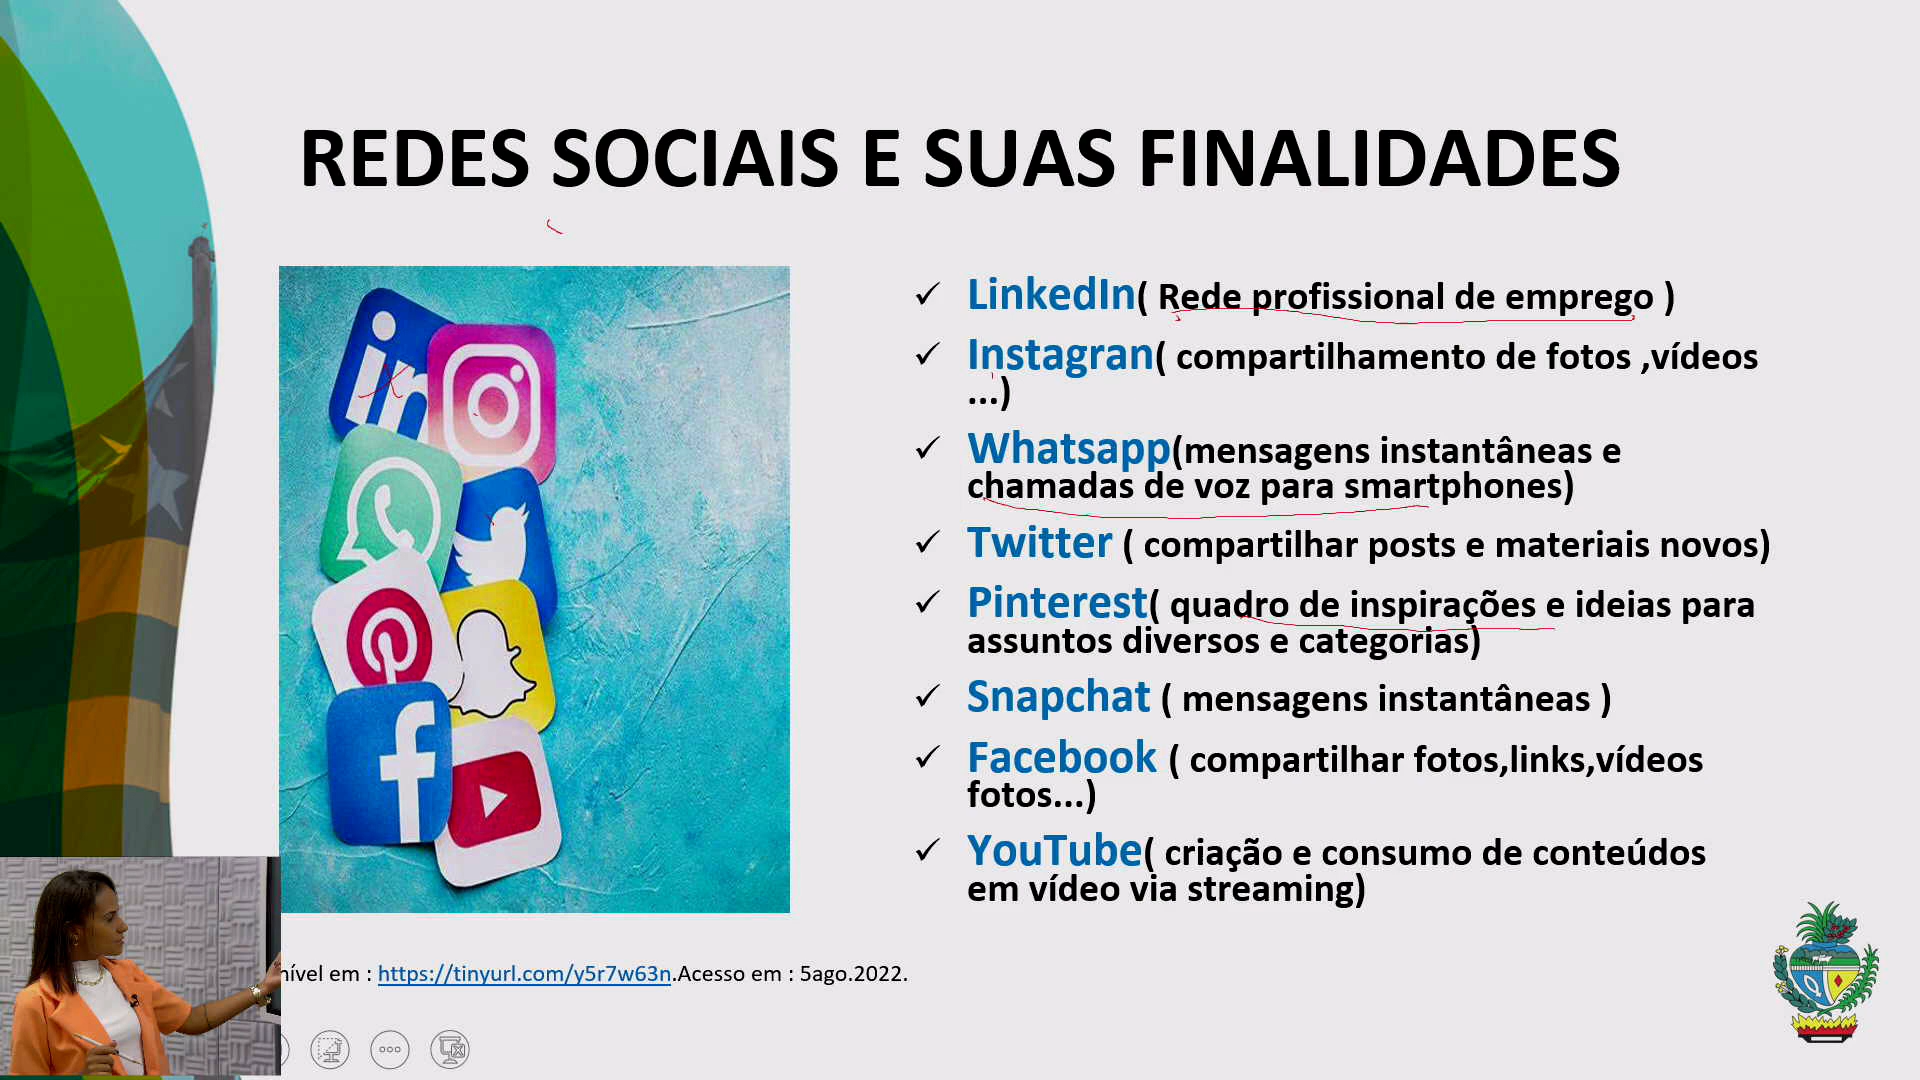 REDES SOCIAIS E SUAS FINALIDADES
LinkedIn( Rede profissional de emprego )
Instagran( compartilhamento de fotos ,vídeos
...)
Whatsapp(mensagens instantâneas e
chamadas de voz para smartphones)
Twitter ( compartilhar posts e materiais novos)
Pinterest( quadro de inspirações e ideias para
assuntos diversos e categorias)
Snapchat ( mensagens instantâneas )
Facebook ( compartilhar fotos,links,vídeos
fotos...)
YouTube( criação e consumo de conteúdos
em vídeo via streaming)
in
f
nível em : https://tinyurl.com/y5r7w63n.Acesso em : 5ago.2022.